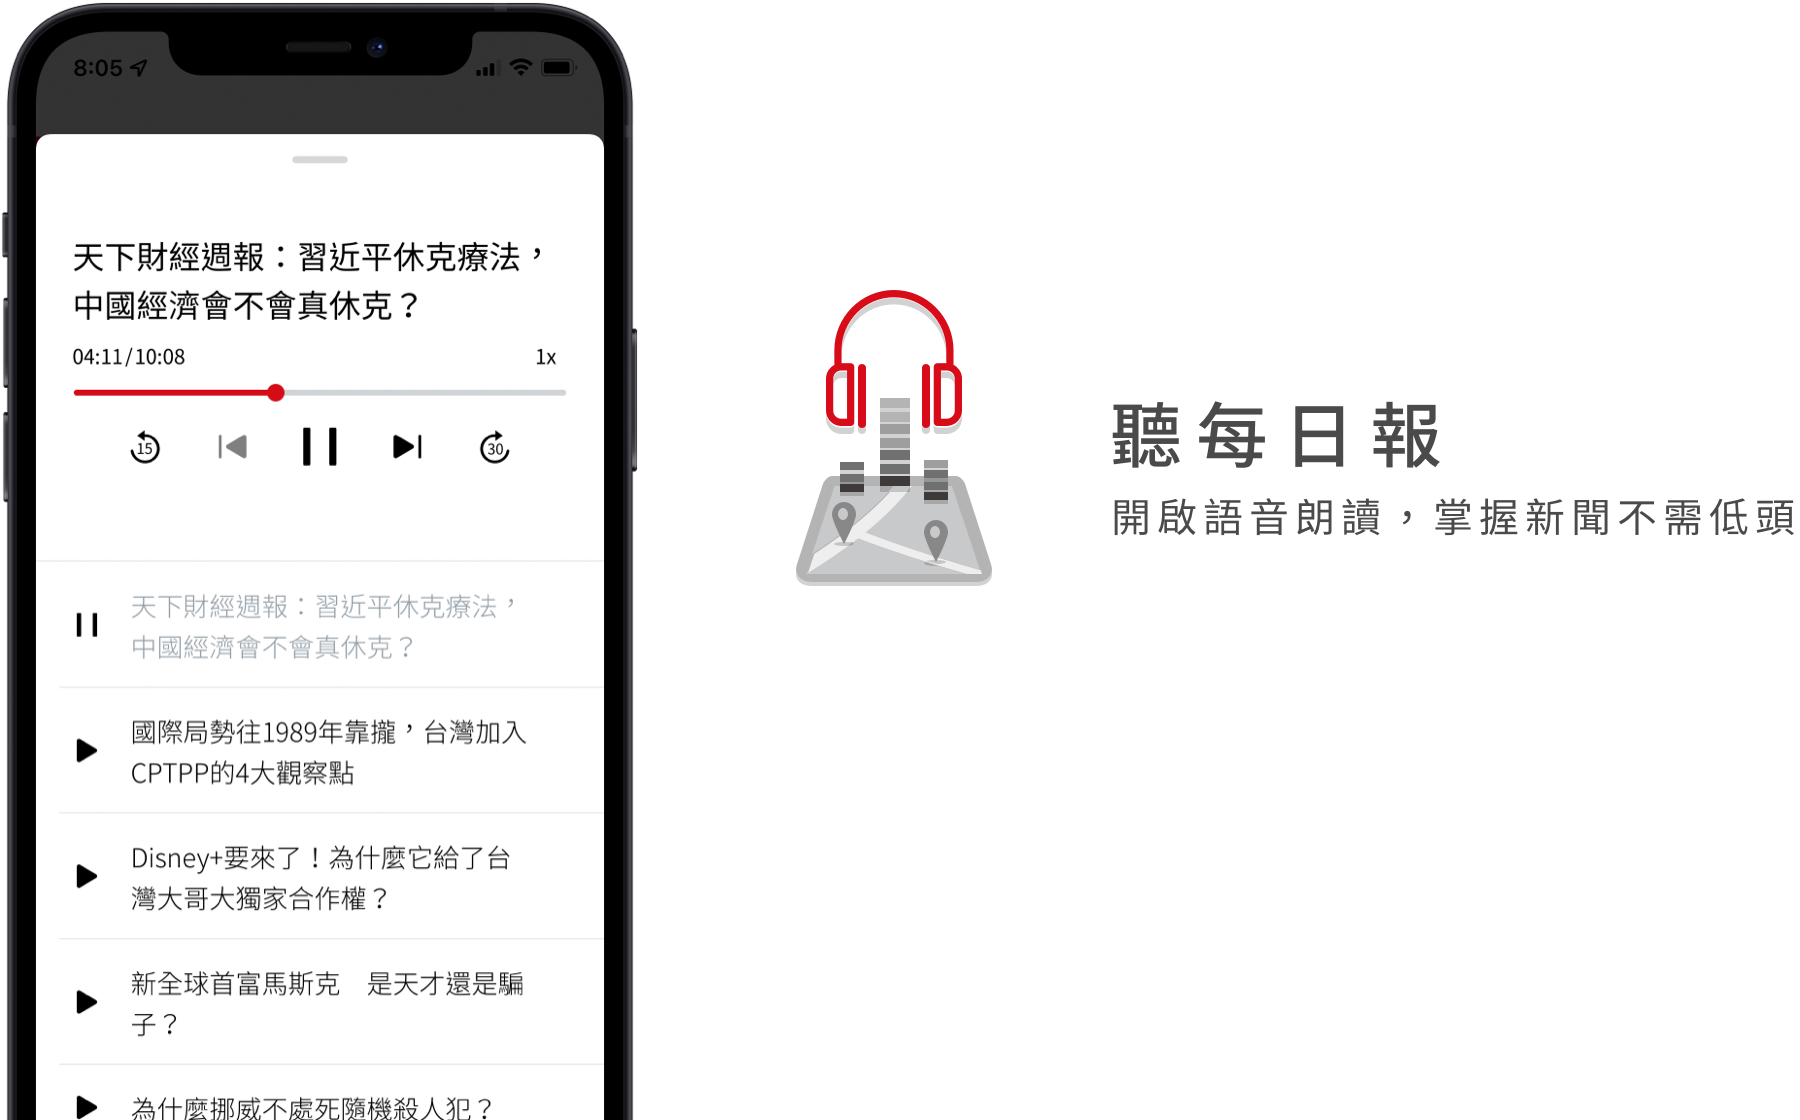 8:05
天下財經週報：習近平休克療法，
中國經濟會不會真休克？
04:11/10:08
1x
15
30
天下財經週報：習近平休克療法，
中國經濟會不會真休克？
國際局勢往1989年靠攏，台灣加入
CPTPP的4大觀察點
Disney+要來了！為什麼它給了台
灣大哥大獨家合作權？
新全球首富馬斯克　是天才還是騙
子？
為什麼挪威不處死隨機殺人犯？
聽每日報
開啟語音朗讀，掌握新聞不需低頭